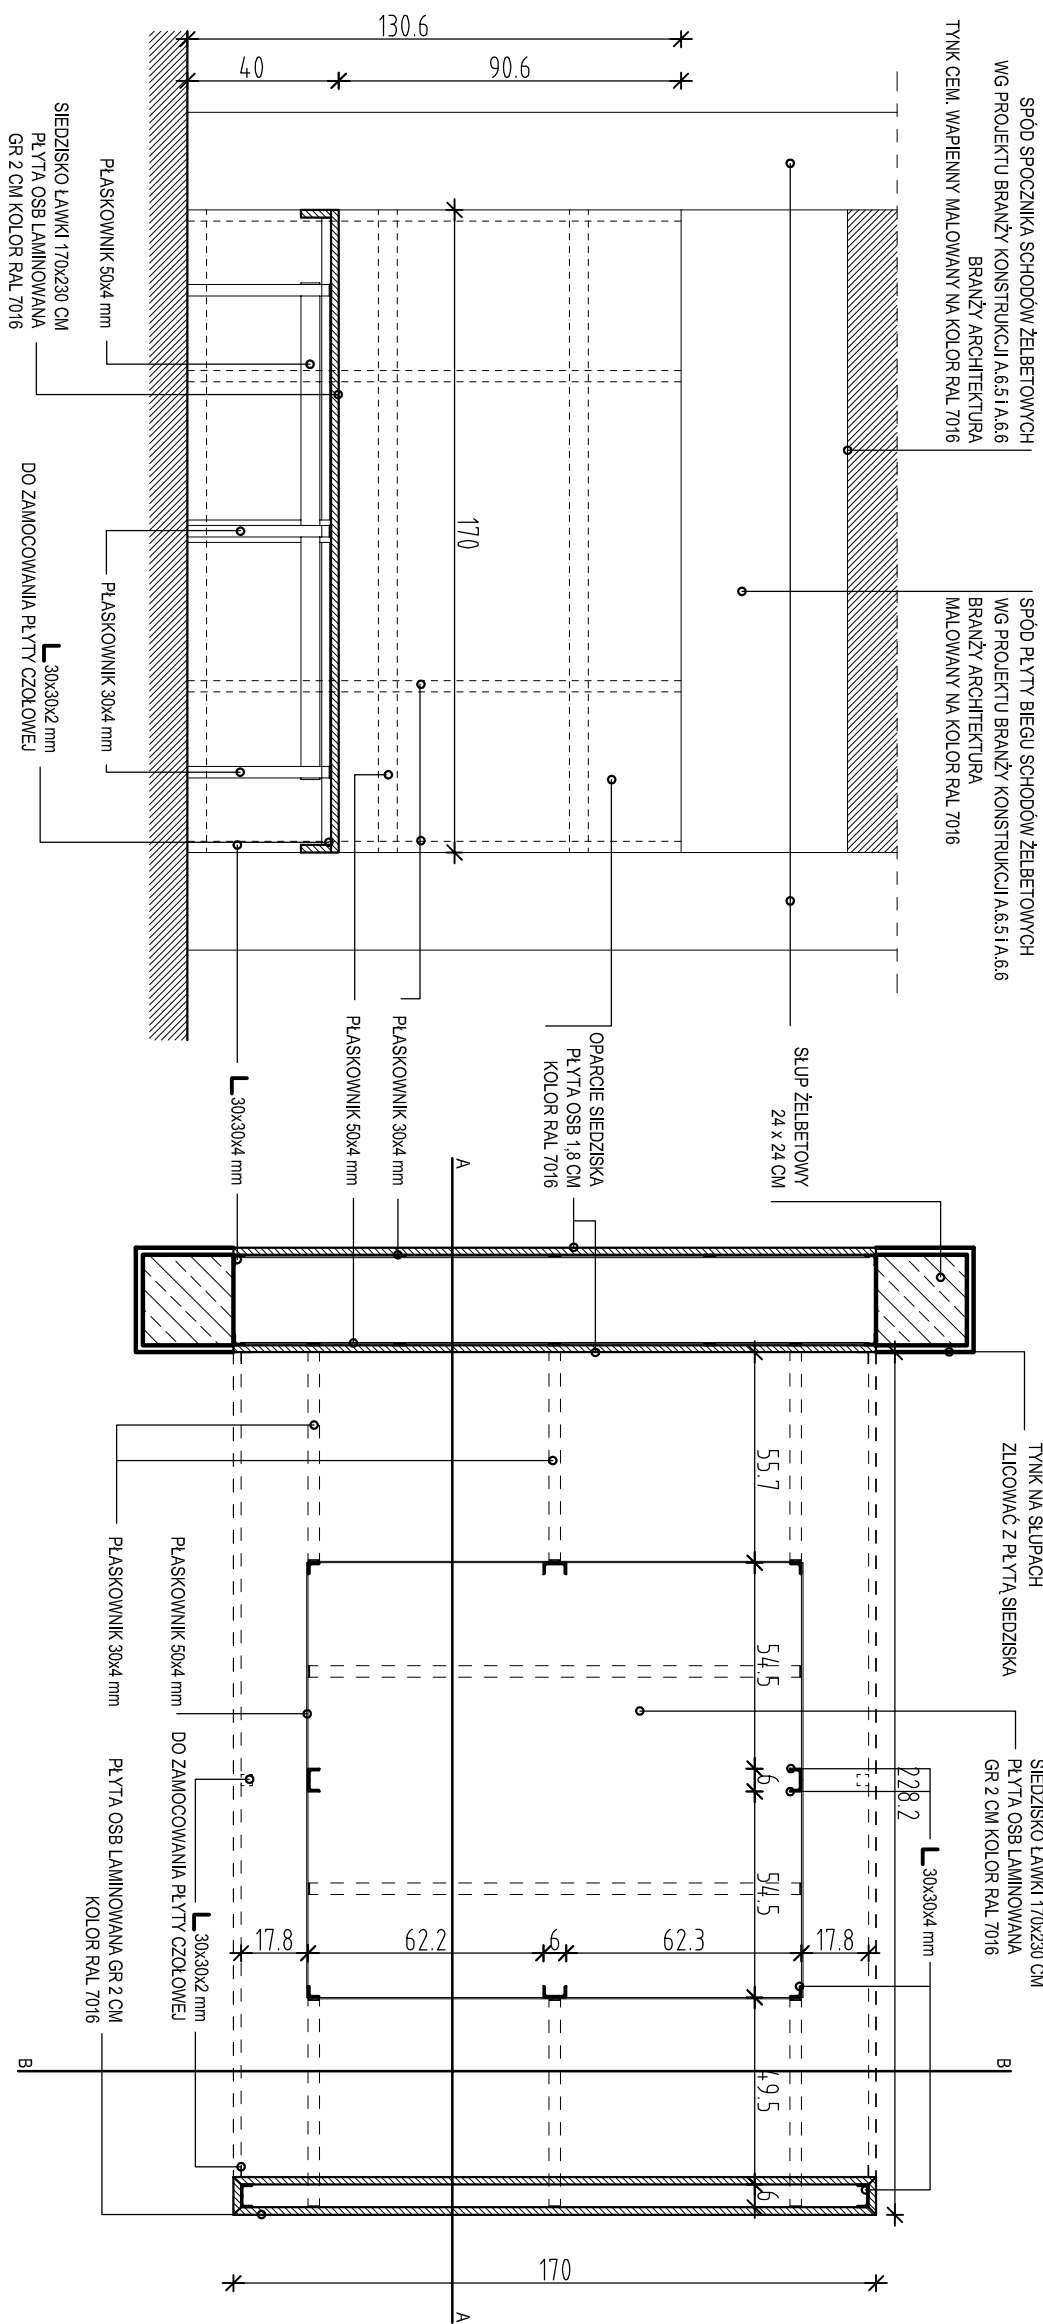 SPÓD SPOCZNIKA SCHODÓW ŻELBETOWYCH
WG PROJEKTU BRANŻY KONSTRUKCJI A.6.5 I A.6.6
BRANŻY ARCHITEKTURA
TYNK CEM. WAPIENNY MALOWANY NA KOLOR RAL 7016
SPÓD PŁYTY BIEGU SCHODÓW ŻELBETOWYCH
WG PROJEKTU BRANŻY KONSTRUKCJI A.6.5 I A.6.6
BRANŻY ARCHITEKTURA
MALOWANY NA KOLOR RAL 7016
130.6
40
90.6
170
PŁASKOWNIK 50x4 mm
SIEDZISKO ŁAWKI 170x230 CM
PŁYTA OSB LAMINOWANA
GR 2 CM KOLOR RAL 7016
PŁASKOWNIK 30x4 mm
L 30x30x2 mm
DO ZAMOCOWANIA PŁYTY CZOŁOWEJ
SŁUP ŻELBETOWY
24 x 24 CM
OPARCIE SIEDZISKA
PŁYTA OSB 1,8 CM
KOLOR RAL 7016
PŁASKOWNIK 30x4 mm
PŁASKOWNIK 50x4 mm
L 30x30x4 mm
TYNK NA SŁUPACH
ZLICOWAĆ Z PŁYTĄ SIEDZISKA
SIEDZISKO ŁAWKI 170x230 CM
PŁYTA OSB LAMINOWANA
GR 2 CM KOLOR RAL 7016
L 30x30x4 mm
228.2
55.7
54.5
6
54.5
49.5
6
17.8
62.2
6
62.3
17.8
170
A
A
B
B
PŁASKOWNIK 50x4 mm
PŁASKOWNIK 30x4 mm
L 30x30x2 mm
DO ZAMOCOWANIA PŁYTY CZOŁOWEJ
PŁYTA OSB LAMINOWANA GR 2 CM
KOLOR RAL 7016